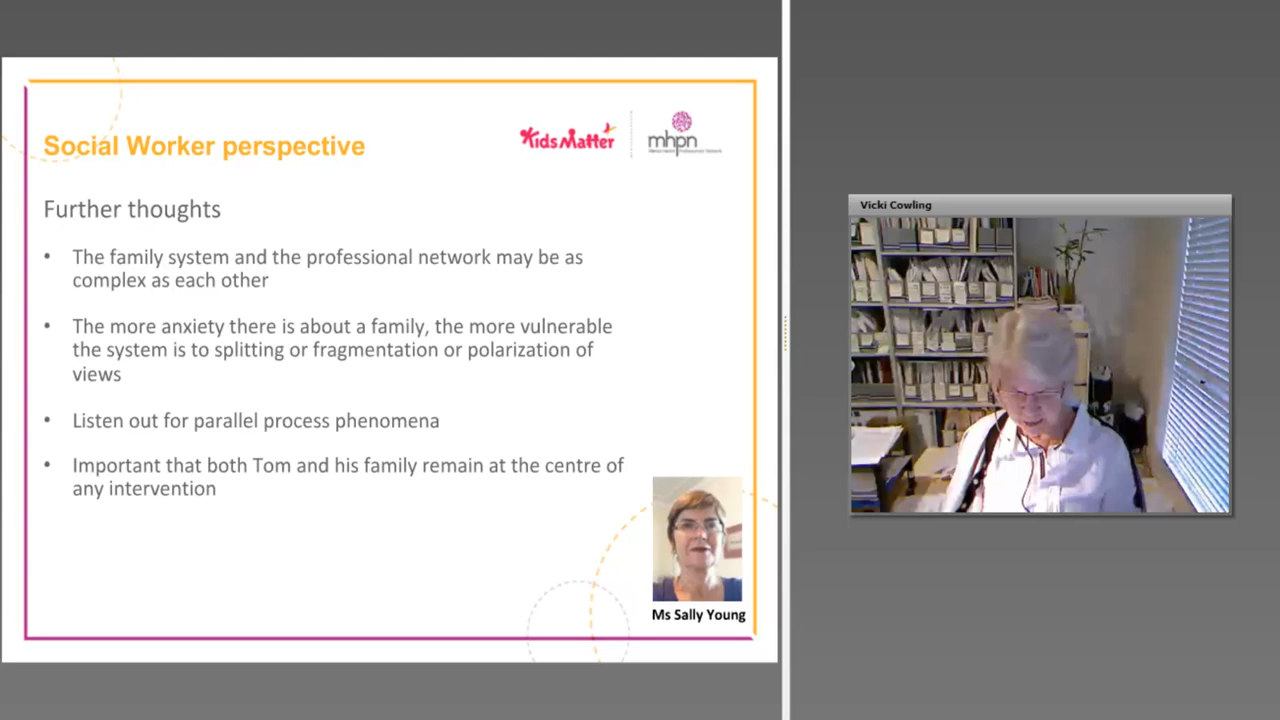 Social Worker perspective
KidsMatter
mhpn
Further thoughts
• The family system and the professional network may be as
complex as each other
• The more anxiety there is about a family, the more vulnerable
the system is to splitting or fragmentation or polarization of
views
• Listen out for parallel process phenomena
• Important that both Tom and his family remain at the centre of
any intervention
Ms Sally Young
Vicki Cowling